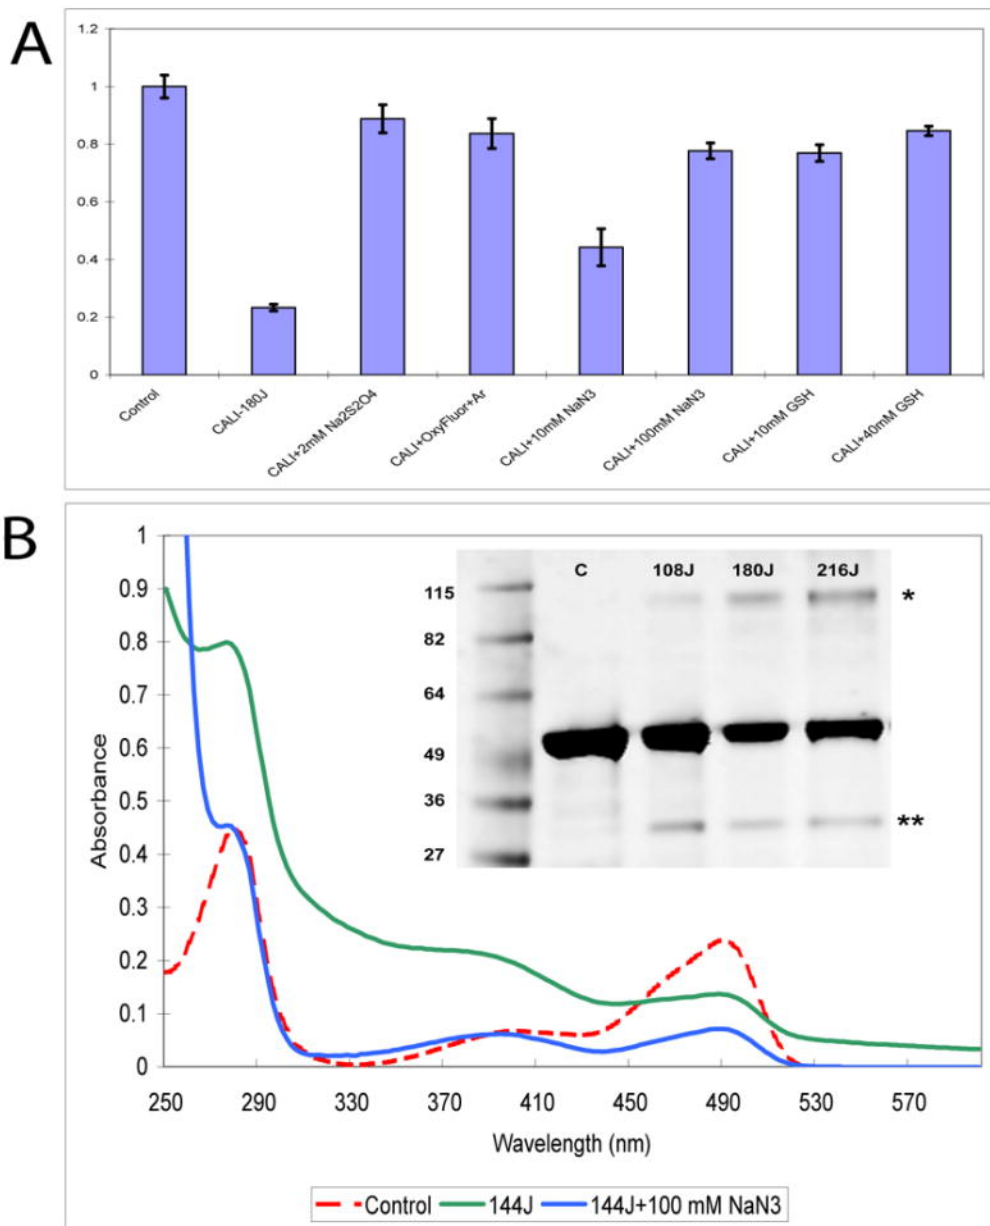 A
1.2
1
0.8
0.6
0.4
0.2
0
Control
CALI-180J
CALI+2mM Na2S2O4
CALI+OxyFluor+Ar
CALI+10mM NaN3
CALI+100mM NaN3
CALI+10mM GSH
CALI+40mM GSH
B
Absorbance
1
0.9
0.8
0.7
0.6
0.5
0.4
0.3
0.2
0.1
0
C 108J 180J 216J
115 *
82
64
49
36
**
27
250 290 330 370 410 450 490 530 570
Wavelength (nm)
Control 144J 144J+100 mM NaN3